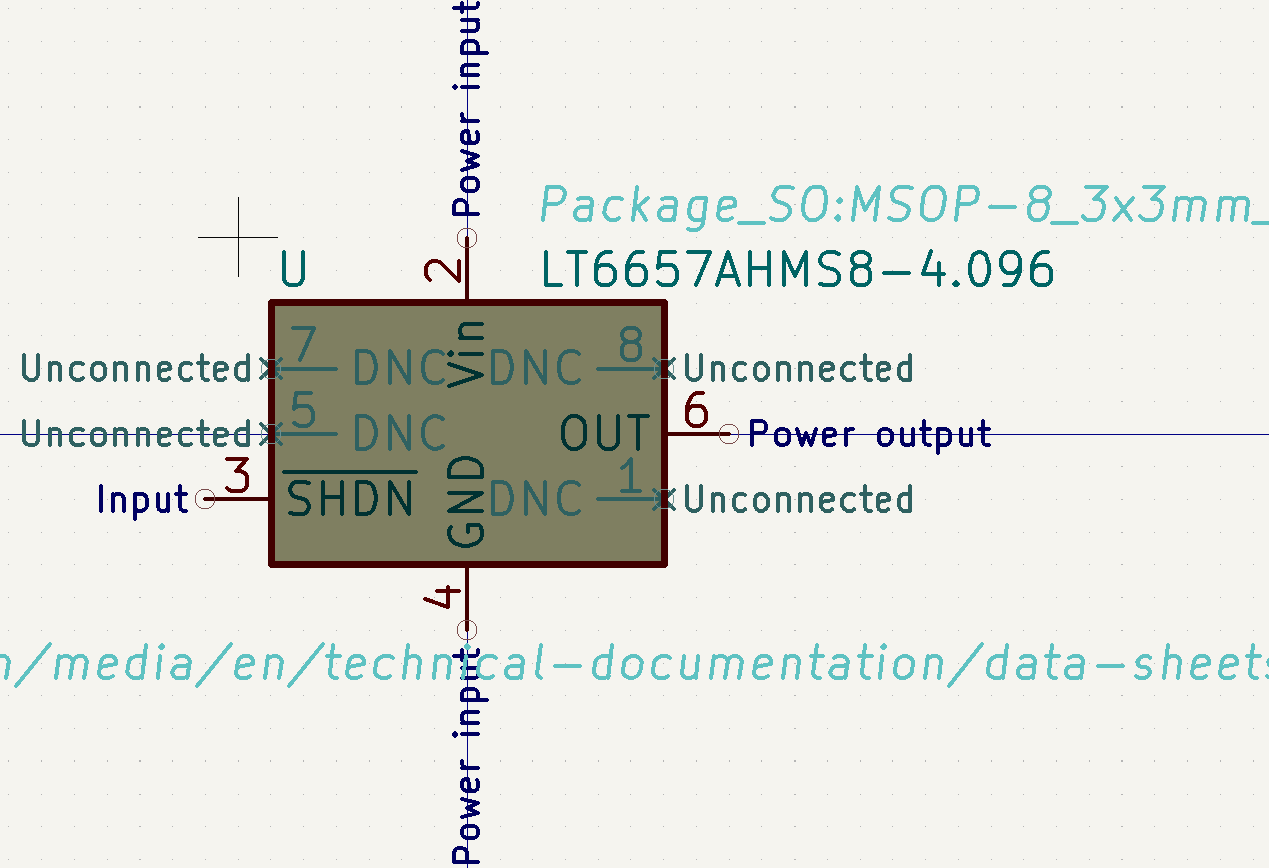 Power input
Package_SO:MSOP-8_3x3mm_
U
2
LT6657AHMS8-4.096
Unconnected 7 DNC Vin DNC 8 Unconnected
Unconnected 5 DNC OUT 6 Power output
Input 3 SHDN GND DNC 1 Unconnected
4
n/media/en/technical-documentation/data-sheets
Power input